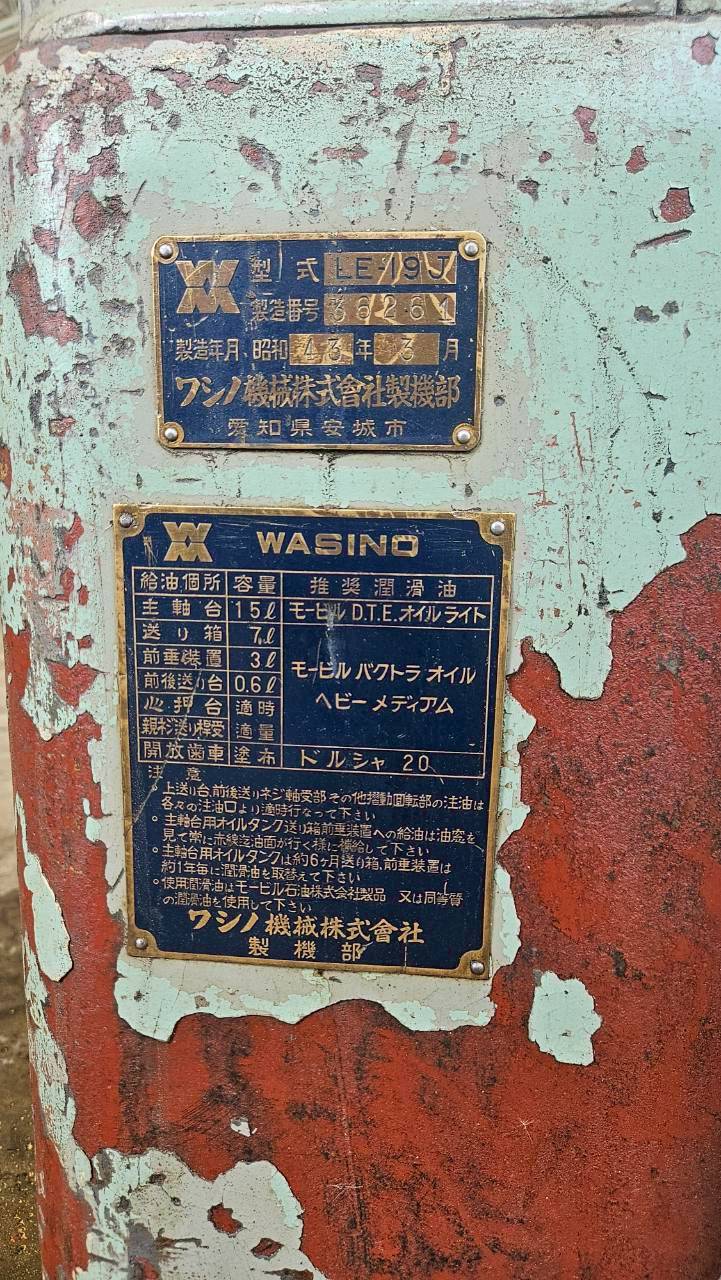 型式 LE-19J
製造番号 36261
製造年月 昭和 43 年 3 月
ワシノ機械株式會社製機部
愛知県安城市
WASINO
給油個所 容量 推奨潤滑油
主軸台 15ℓ モービル D.T.E.オイルライト
送り箱 7ℓ
前垂装置 3ℓ モービル バクトラ オイル
前後送り台 0.6ℓ ヘビーメディアム
心押台 適時
親ネジ送り桿受 適量
開放歯車 塗布 ドルシャ 20
注意
。上送り台,前後送りネジ軸受部その他摺動回転部の注油は
各々の注油口より適時行なって下さい
。主軸台用オイルタンク送り箱前垂装置への給油は油窓を
見て常に赤線迄油面が行く様に補給して下さい
。主軸台用オイルタンクは約6ヶ月送り箱,前垂装置は
約1年毎に潤滑油を取替えて下さい
。使用潤滑油はモービル石油株式会社製品 又は同等質
の潤滑油を使用して下さい
ワシノ機械株式會社
製機部